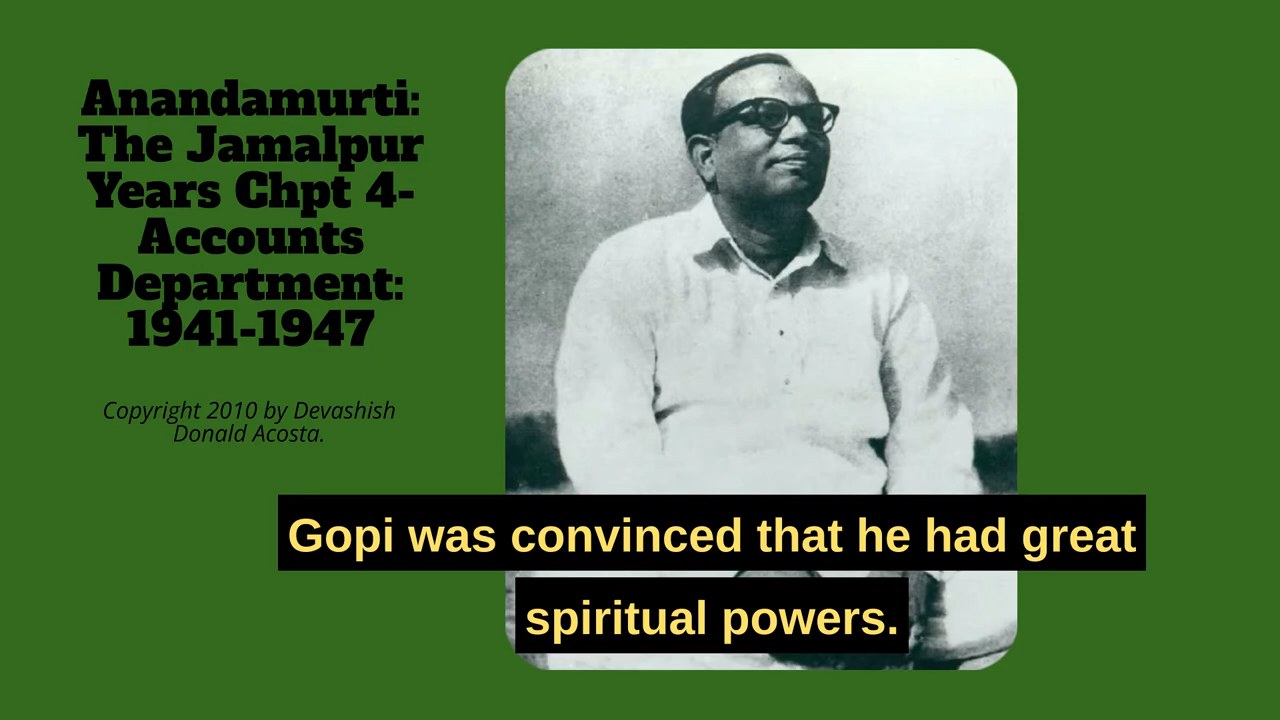 Anandamurti:
The Jamalpur
Years Chpt 4-
Accounts
Department:
1941-1947
Copyright 2010 by Devashish
Donald Acosta.
Gopi was convinced that he had great
spiritual powers.